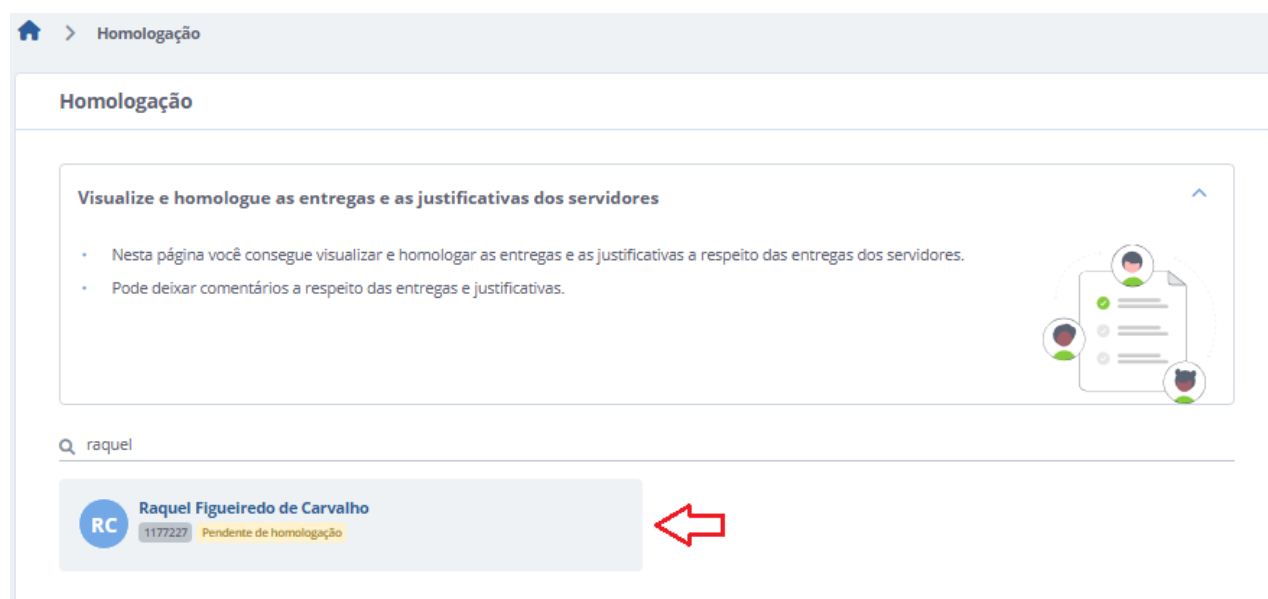 Homologação
Homologação
Visualize e homologue as entregas e as justificativas dos servidores
Nesta página você consegue visualizar e homologar as entregas e as justificativas a respeito das entregas dos servidores.
Pode deixar comentários a respeito das entregas e justificativas.
raquel
RC
Raquel Figueiredo de Carvalho
1177227 Pendente de homologação